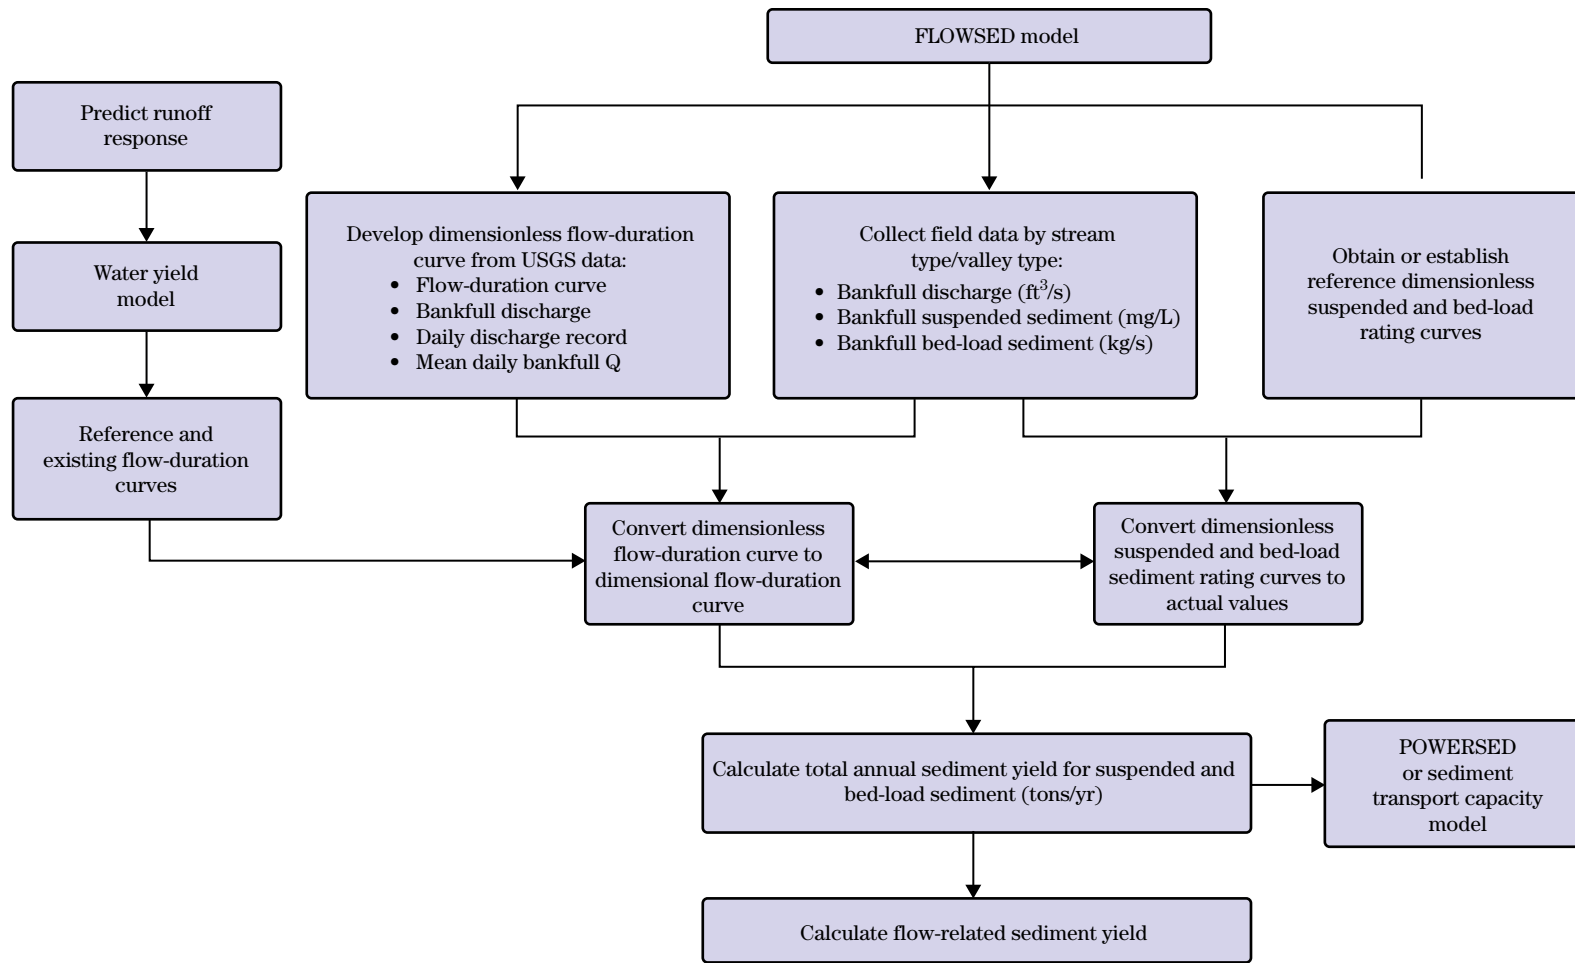 FLOWSED model
Predict runoff
response
Water yield
model
Reference and
existing flow-duration
curves
Develop dimensionless flow-duration
curve from USGS data:
• Flow-duration curve
• Bankfull discharge
• Daily discharge record
• Mean daily bankfull Q
Collect field data by stream
type/valley type:
• Bankfull discharge (ft³/s)
• Bankfull suspended sediment (mg/L)
• Bankfull bed-load sediment (kg/s)
Obtain or establish
reference dimensionless
suspended and bed-load
rating curves
Convert dimensionless
flow-duration curve to
dimensional flow-duration
curve
Convert dimensionless
suspended and bed-load
sediment rating curves to
actual values
Calculate total annual sediment yield for suspended and
bed-load sediment (tons/yr)
POWERSED
or sediment
transport capacity
model
Calculate flow-related sediment yield